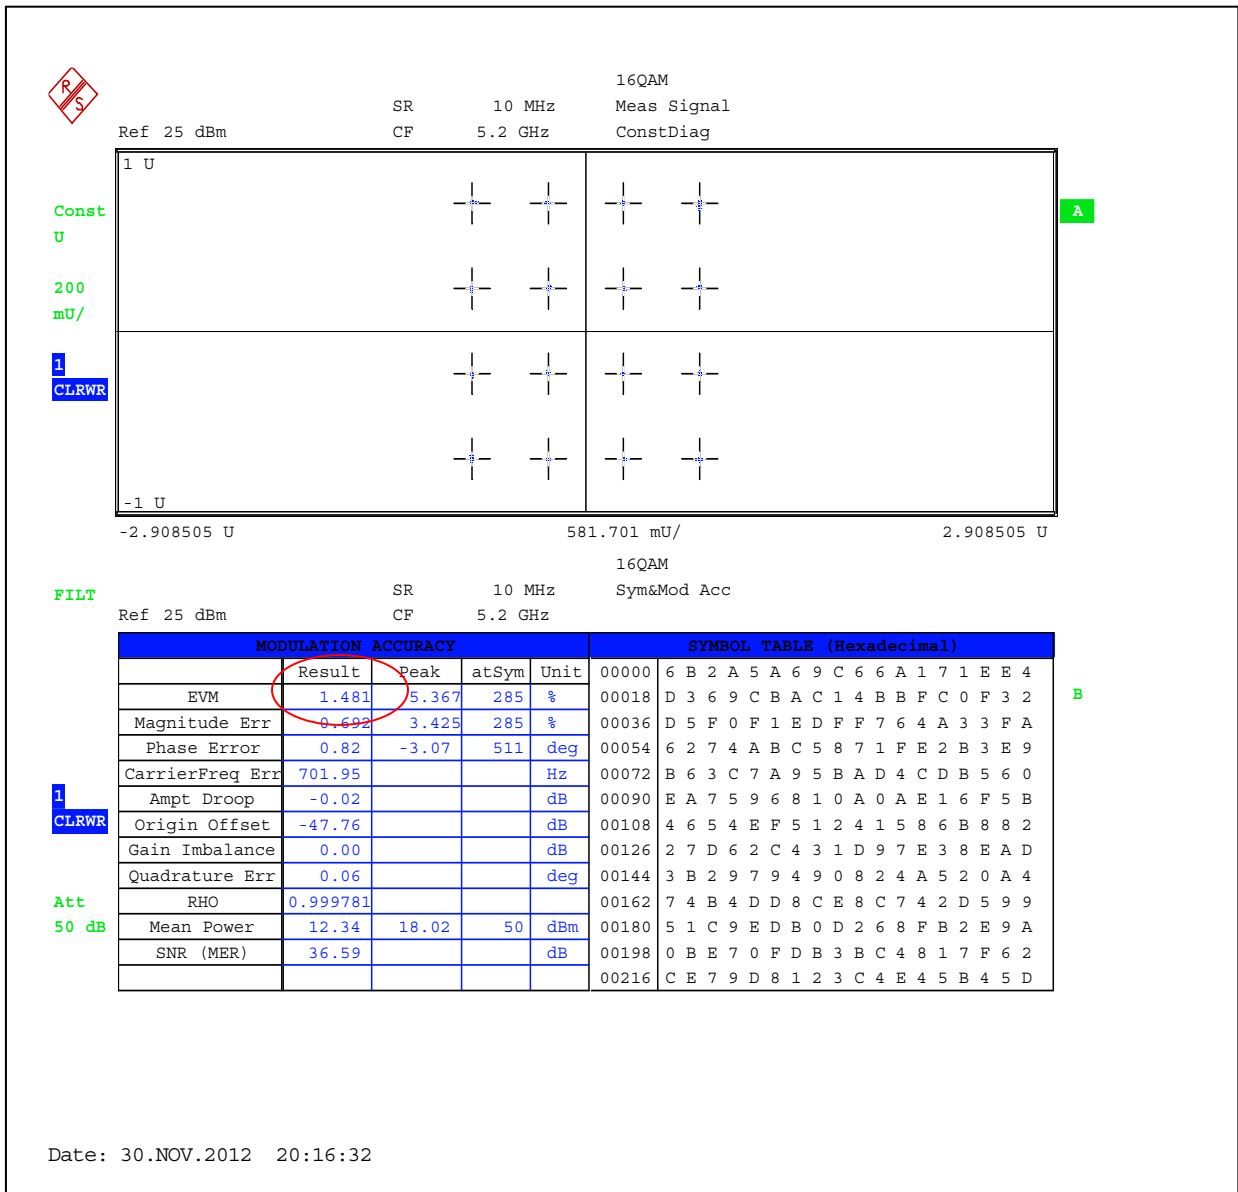 16QAM
R S
SR 10 MHz Meas Signal
Ref 25 dBm CF 5.2 GHz ConstDiag
1 U
Const
U
A
200
mU/
1
CLRWR
-1 U
-2.908505 U 581.701 mU/ 2.908505 U
16QAM
FILT SR 10 MHz Sym&Mod Acc
Ref 25 dBm CF 5.2 GHz
MODULATION ACCURACY SYMBOL TABLE (Hexadecimal)
Result Peak atSym Unit 00000 6 B 2 A 5 A 6 9 C 6 6 A 1 7 1 E E 4
EVM 1.481 5.367 285 % 00018 D 3 6 9 C B A C 1 4 B B F C 0 F 3 2 B
Magnitude Err 0.692 3.425 285 % 00036 D 5 F 0 F 1 E D F F 7 6 4 A 3 3 F A
Phase Error 0.82 -3.07 511 deg 00054 6 2 7 4 A B C 5 8 7 1 F E 2 B 3 E 9
CarrierFreq Err 701.95 Hz 00072 B 6 3 C 7 A 9 5 B A D 4 C D B 5 6 0
1 Ampt Droop -0.02 dB 00090 E A 7 5 9 6 8 1 0 A 0 A E 1 6 F 5 B
CLRWR Origin Offset -47.76 dB 00108 4 6 5 4 E F 5 1 2 4 1 5 8 6 B 8 8 2
Gain Imbalance 0.00 dB 00126 2 7 D 6 2 C 4 3 1 D 9 7 E 3 8 E A D
Quadrature Err 0.06 deg 00144 3 B 2 9 7 9 4 9 0 8 2 4 A 5 2 0 A 4
Att RHO 0.999781 00162 7 4 B 4 D D 8 C E 8 C 7 4 2 D 5 9 9
50 dB Mean Power 12.34 18.02 50 dBm 00180 5 1 C 9 E D B 0 D 2 6 8 F B 2 E 9 A
SNR (MER) 36.59 dB 00198 0 B E 7 0 F D B 3 B C 4 8 1 7 F 6 2
00216 C E 7 9 D 8 1 2 3 C 4 E 4 5 B 4 5 D
Date: 30.NOV.2012 20:16:32